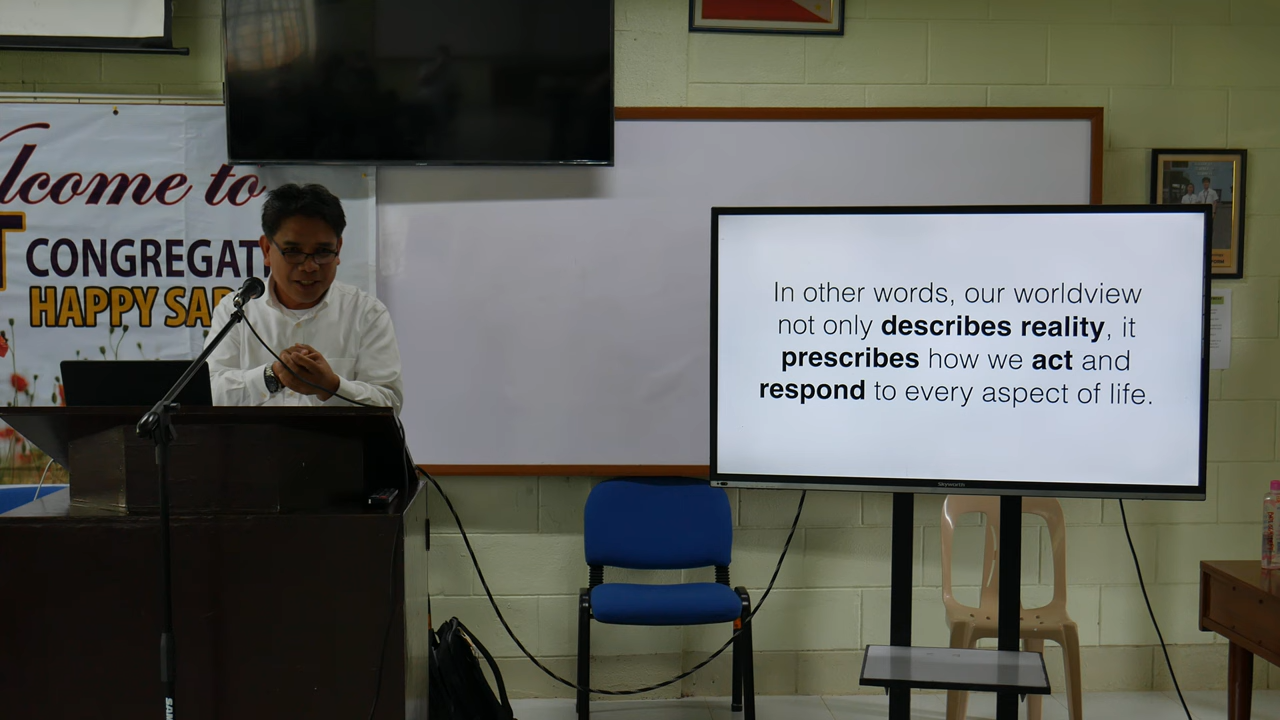 lcome to
T
CONGREGAT
HAPPY SAB
In other words, our worldview
not only describes reality, it
prescribes how we act and
respond to every aspect of life.